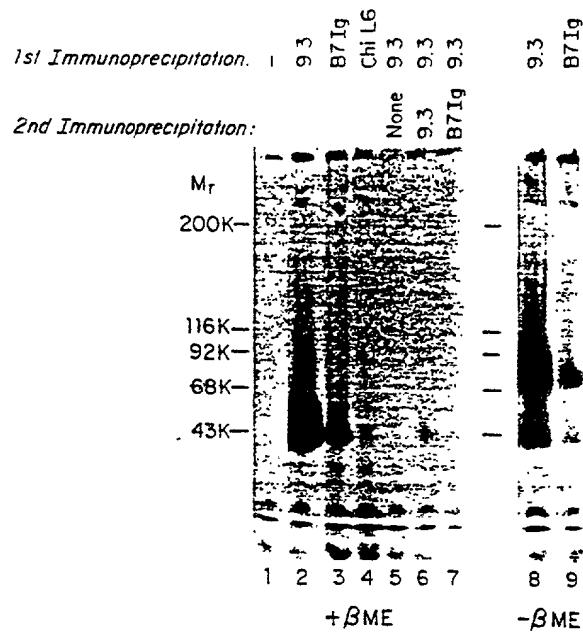 1st Immunoprecipitation. - 9.3 B7Ig Chi L6 9.3 9.3 9.3 9.3 B7Ig
2nd Immunoprecipitation: None 9.3 B7Ig
Mr
200K—
116K—
92K—
68K—
43K—
1 2 3 4 5 6 7 8 9
+βME -βME